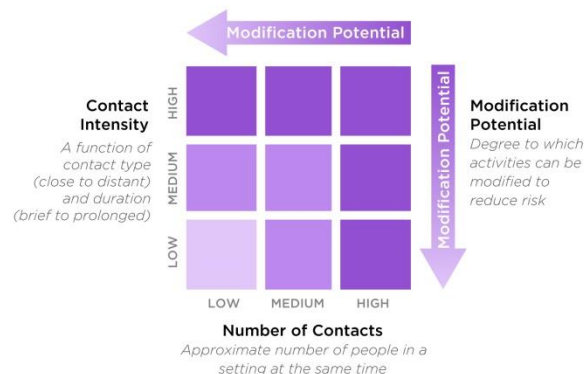 Modification Potential
Contact
Intensity
A function of
contact type
(close to distant)
and duration
(brief to prolonged)
HIGH
MEDIUM
LOW
LOW MEDIUM HIGH
Number of Contacts
Approximate number of people in a
setting at the same time
Modification Potential
Modification
Potential
Degree to which
activities can be
modified to
reduce risk